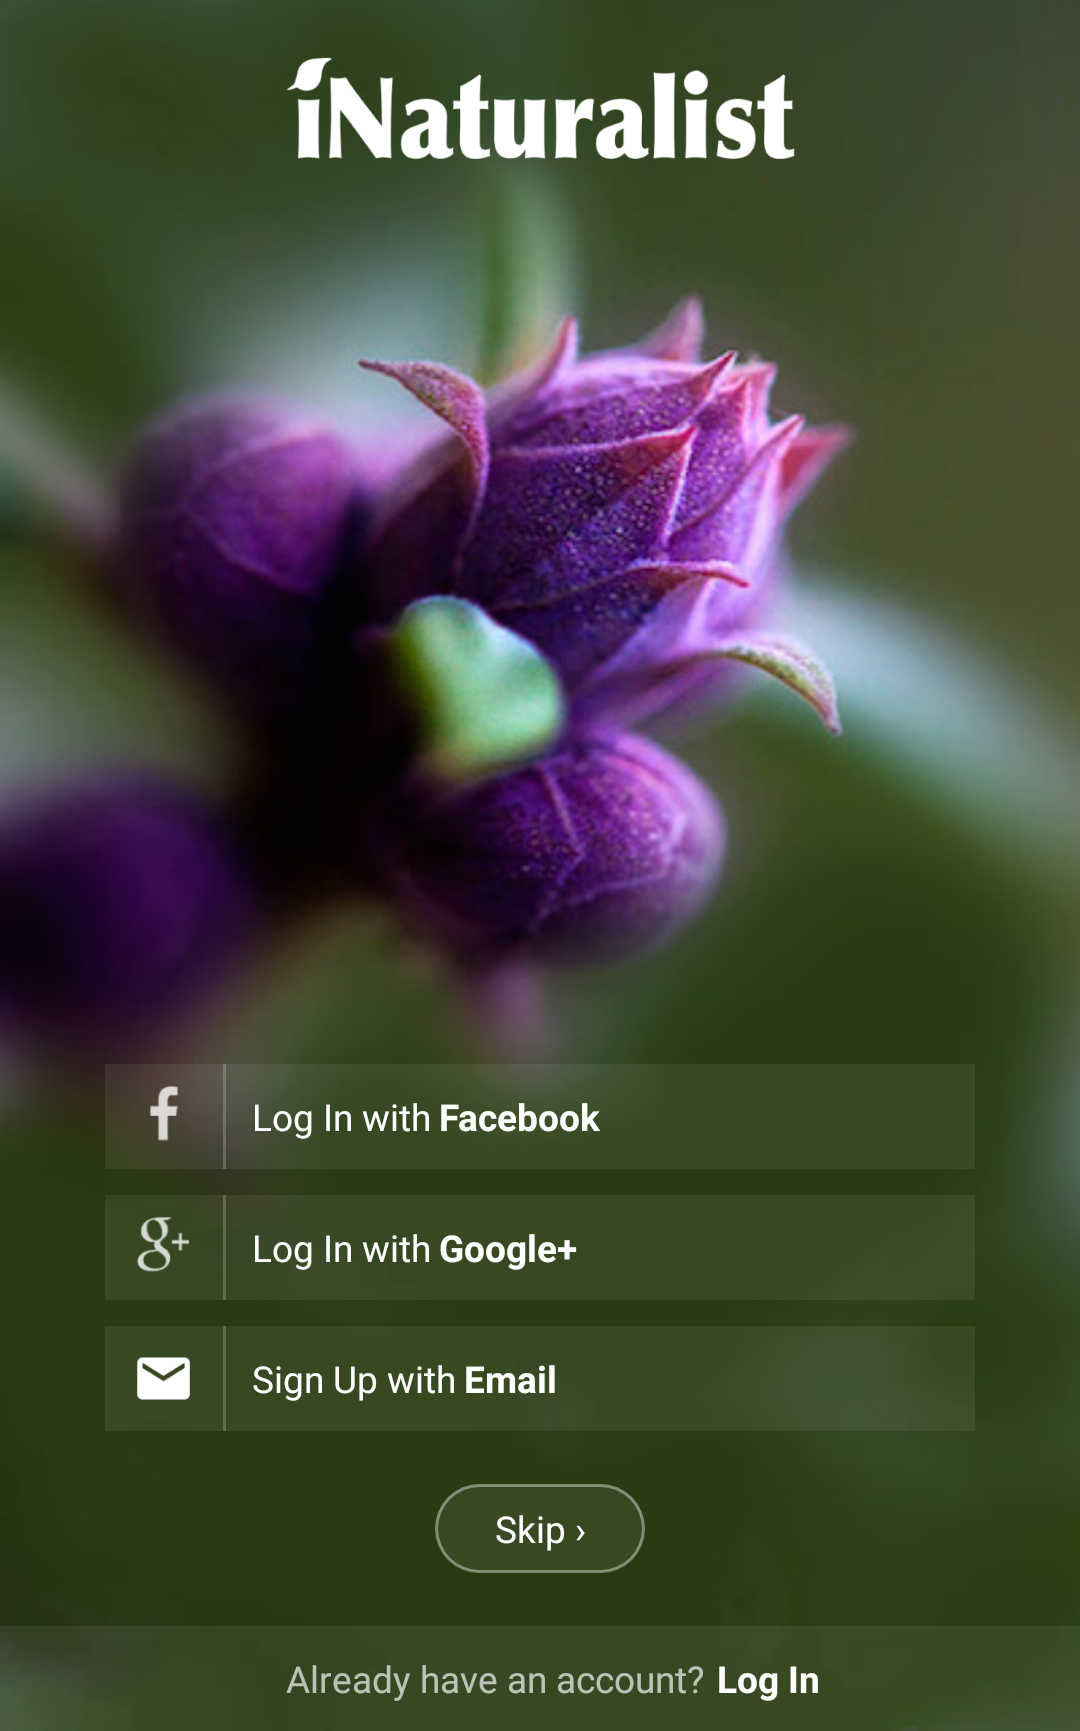 iNaturalist
Log In with Facebook
g+ Log In with Google+
Sign Up with Email
Skip ›
Already have an account? Log In